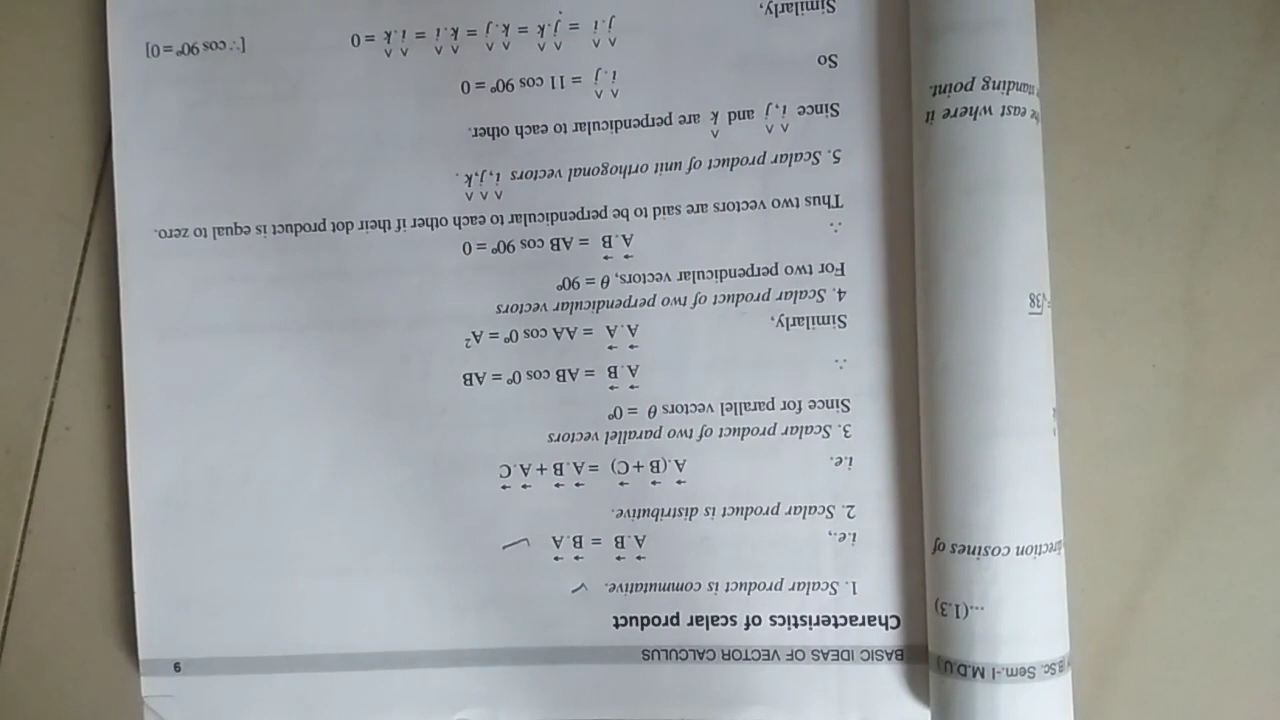 BASIC IDEAS OF VECTOR CALCULUS 9
Characteristics of scalar product
1. Scalar product is commutative. ✓
i.e., A⃗.B⃗ = B⃗.A⃗ ✓
2. Scalar product is distributive.
i.e. A⃗.(B⃗+C⃗) = A⃗.B⃗ + A⃗.C⃗
3. Scalar product of two parallel vectors
Since for parallel vectors θ = 0°
∴ A⃗.B⃗ = AB cos 0° = AB
Similarly, A⃗.A⃗ = AA cos 0° = A²
4. Scalar product of two perpendicular vectors
For two perpendicular vectors, θ = 90°
∴ A⃗.B⃗ = AB cos 90° = 0
Thus two vectors are said to be perpendicular to each other if their dot product is equal to zero.
5. Scalar product of unit orthogonal vectors î, ĵ, k̂.
Since î, ĵ and k̂ are perpendicular to each other.
So î.ĵ = 11 cos 90° = 0
ĵ.î = ĵ.k̂ = k̂.ĵ = k̂.î = î.k̂ = 0 [∵ cos 90° = 0]
Similarly,
(B.Sc. Sem.-I M.D.U.)
...(1.3)
direction cosines of
√38
the east where it
standing point.